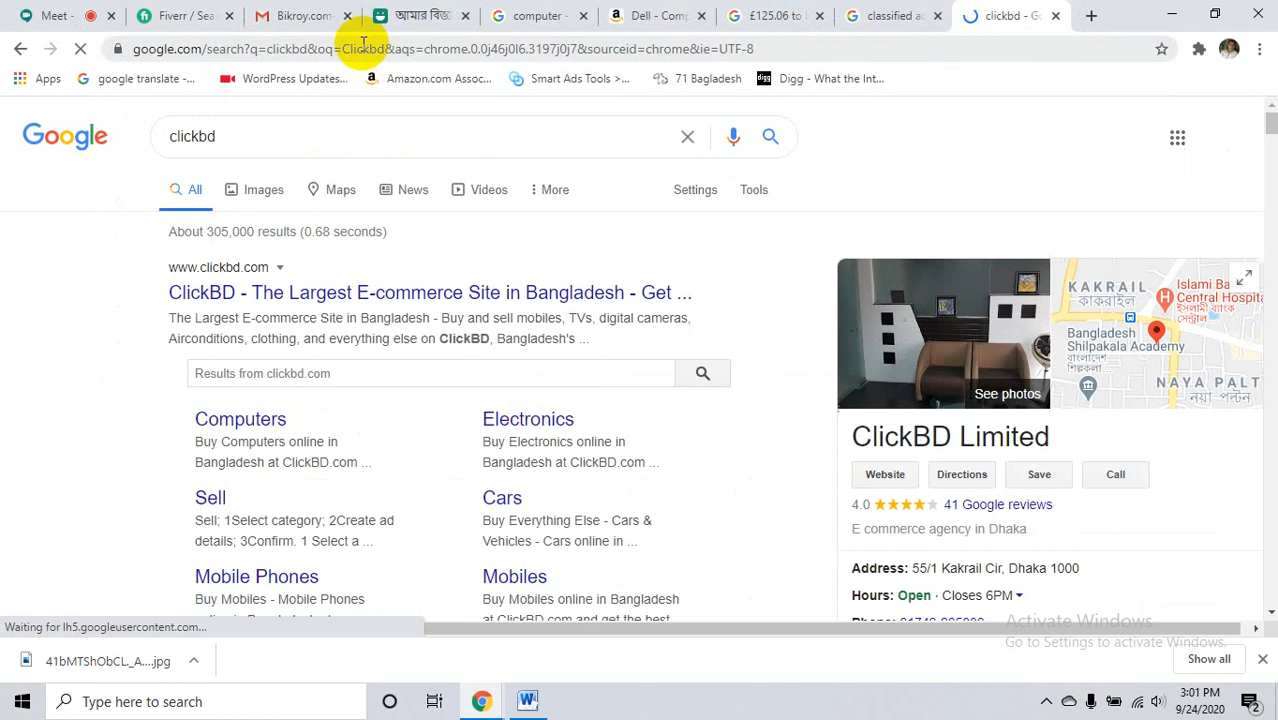 Meet -
Fiverr / Sear
Bikroy.com
আমার বিজ
computer -
Dell - Comp
£125.06 to
classified ad
clickbd - G
google.com/search?q=clickbd&oq=Clickbd&aqs=chrome.0.0j46j0l6.3197j0j7&sourceid=chrome&ie=UTF-8
Apps
google translate -...
WordPress Updates...
Amazon.com Assoc...
Smart Ads Tools >...
71 Bagladesh
Digg - What the Int...
Google
clickbd
All
Images
Maps
News
Videos
More
Settings
Tools
About 305,000 results (0.68 seconds)
www.clickbd.com
ClickBD - The Largest E-commerce Site in Bangladesh - Get ...
The Largest E-commerce Site in Bangladesh - Buy and sell mobiles, TVs, digital cameras,
Airconditions, clothing, and everything else on ClickBD, Bangladesh's ...
Results from clickbd.com
Computers
Buy Computers online in
Bangladesh at ClickBD.com ...
Electronics
Buy Electronics online in
Bangladesh at ClickBD.com ...
Sell
Sell; 1Select category; 2Create ad
details; 3Confirm. 1 Select a ...
Cars
Buy Everything Else - Cars &
Vehicles - Cars online in ...
Mobile Phones
Buy Mobiles - Mobile Phones
Mobiles
Buy Mobiles online in Bangladesh
at ClickBD.com and get the best
See photos
KAKRAIL
কাকরাইল
Islami Ba
Central Hospita
Bangladesh
Shilpakala Academy
বাংলাদেশ
শিল্পকলা
NAYA PALT
নয়া পল্টন
ClickBD Limited
Website
Directions
Save
Call
4.0
41 Google reviews
E commerce agency in Dhaka
Address: 55/1 Kakrail Cir, Dhaka 1000
Hours: Open · Closes 6PM
Activate Windows
Go to Settings to activate Windows.
Waiting for lh5.googleusercontent.com...
41bMTShObCL._A....jpg
Show all
Type here to search
3:01 PM
9/24/2020
2